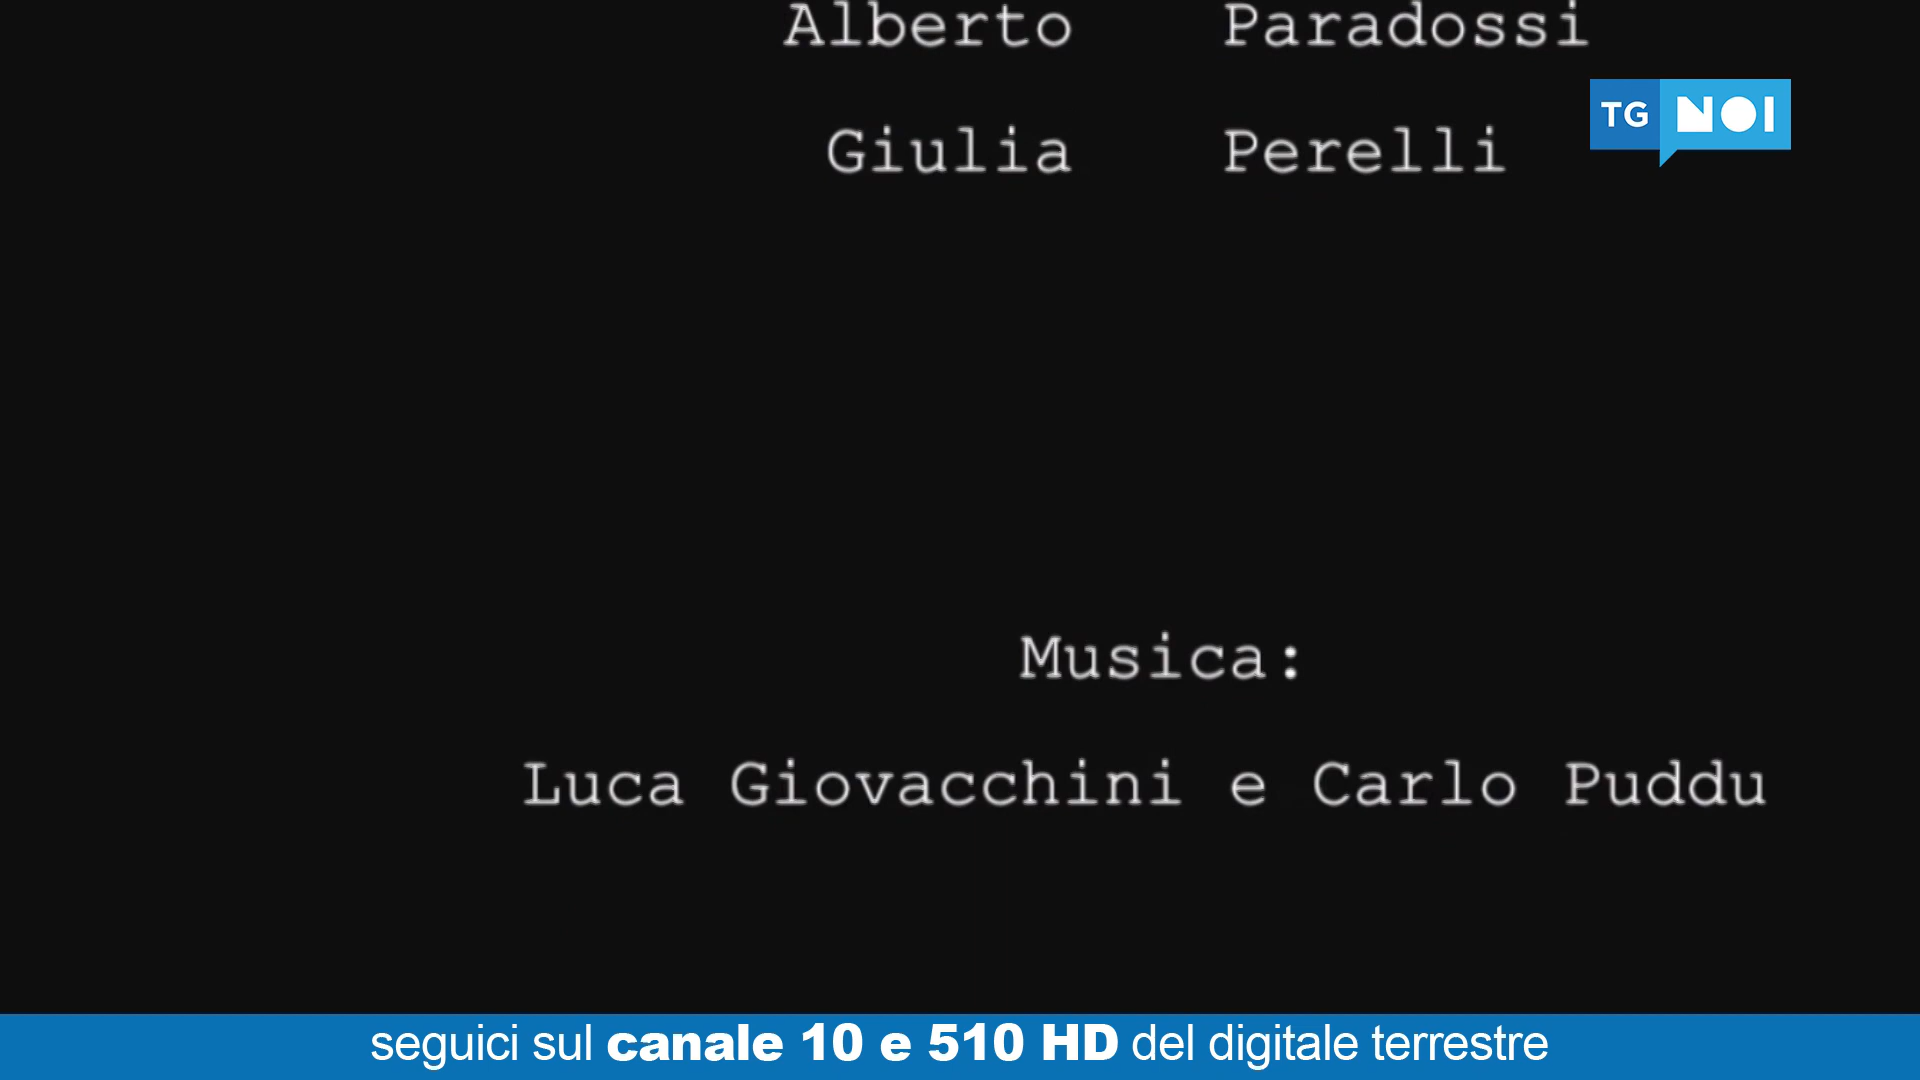 Alberto Paradossi
TG NOI
Giulia Perelli
Musica:
Luca Giovacchini e Carlo Puddu
seguici sul canale 10 e 510 HD del digitale terrestre